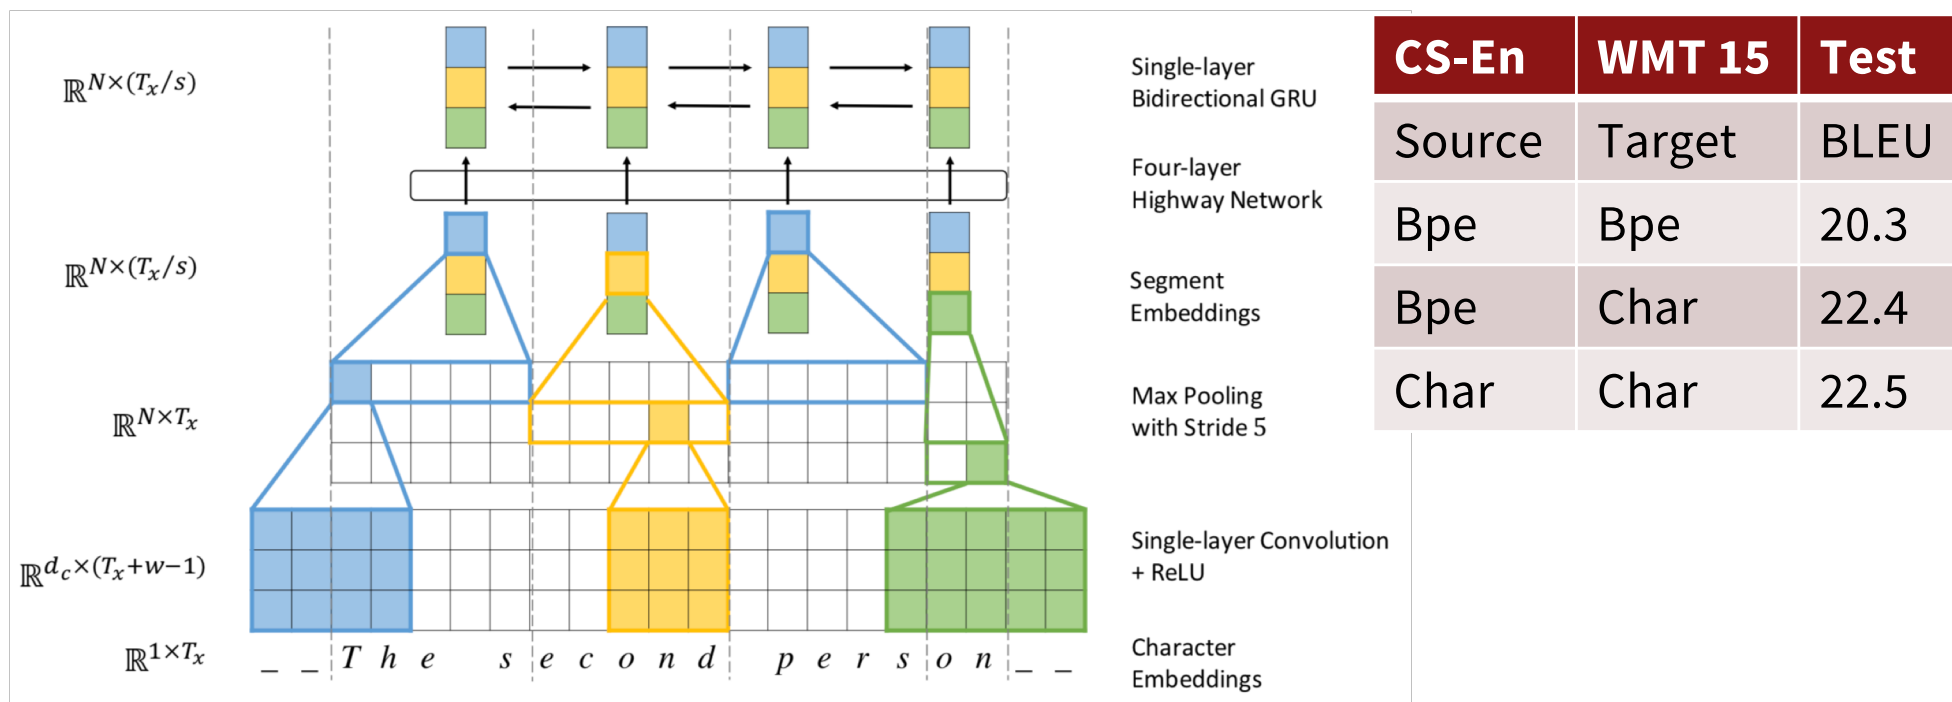 ℝ^{N×(T_x/s)}
Single-layer
Bidirectional GRU
Four-layer
Highway Network
ℝ^{N×(T_x/s)}
Segment
Embeddings
ℝ^{N×T_x}
Max Pooling
with Stride 5
ℝ^{d_c×(T_x+w−1)}
Single-layer Convolution
+ ReLU
ℝ^{1×T_x}
_ _ T h e s e c o n d p e r s o n _ _
Character
Embeddings
CS-En WMT 15 Test
Source Target BLEU
Bpe Bpe 20.3
Bpe Char 22.4
Char Char 22.5